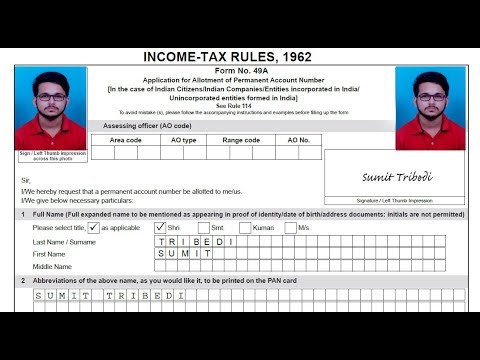 INCOME-TAX RULES, 1962
Form No. 49A
Application for Allotment of Permanent Account Number
[In the case of Indian Citizens/Indian Companies/Entities incorporated in India/
Unincorporated entities formed in India]
See Rule 114
To avoid mistake (s), please follow the accompanying instructions and examples before filling up the form
Assessing officer (AO code)
Area code AO type Range code AO No.
Sign / Left Thumb impression
across this photo
Sumit Tribedi
Signature / Left Thumb Impression
Sir,
I/We hereby request that a permanent account number be allotted to me/us.
I/We give below necessary particulars:
1 Full Name (Full expanded name to be mentioned as appearing in proof of identity/date of birth/address documents: initials are not permitted)
Please select title, ✓ as applicable ✓ Shri Smt. Kumari M/s
Last Name / Surname TRIBEDI
First Name SUMIT
Middle Name
2 Abbreviations of the above name, as you would like it, to be printed on the PAN card
SUMIT TRIBEDI